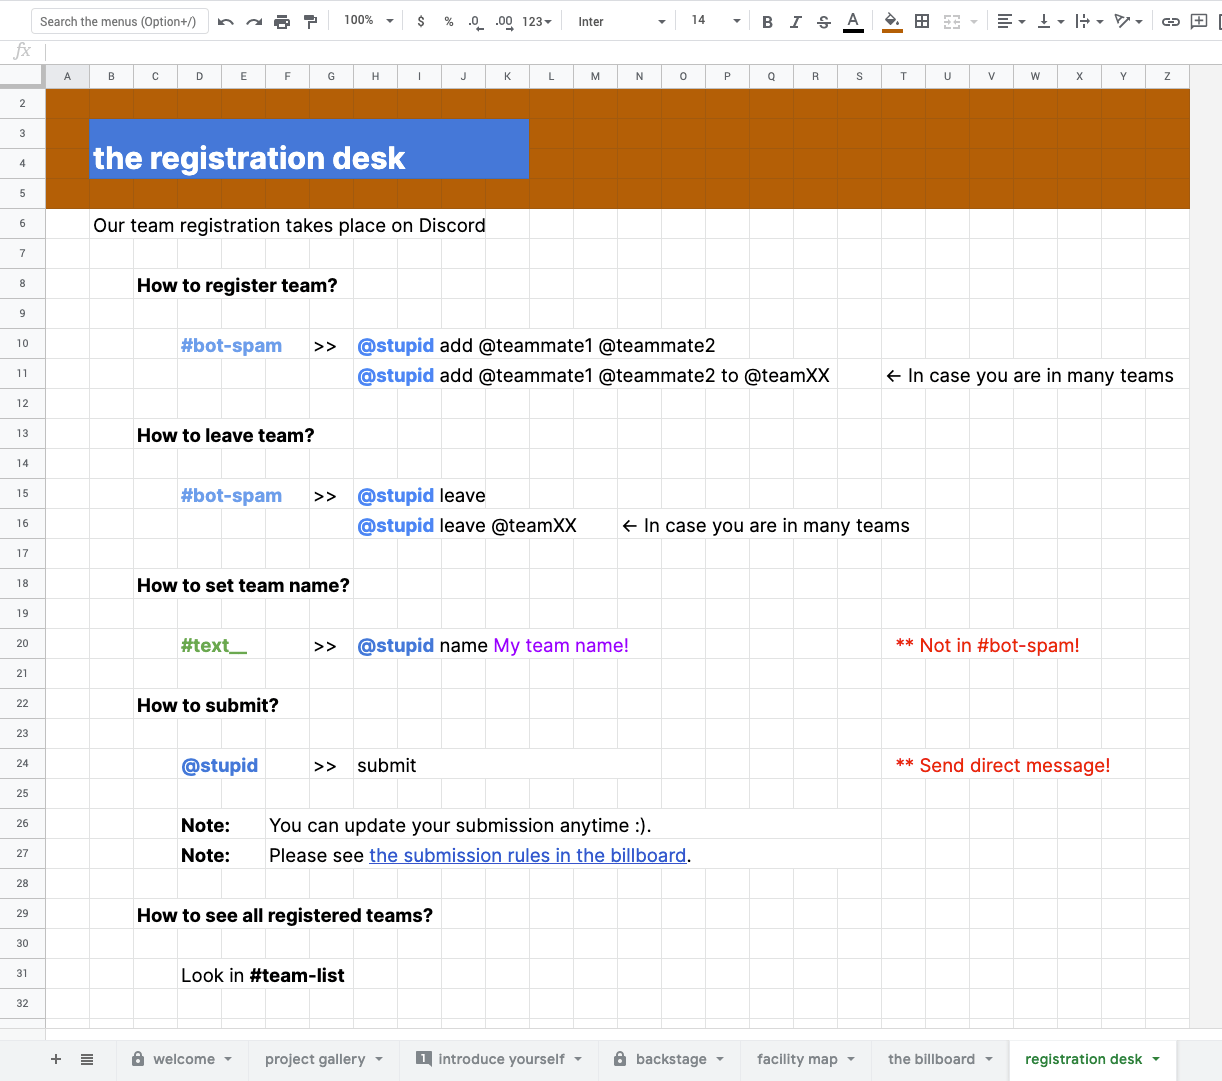 Search the menus (Option+/)
100%
$ % .0 .00 123
Inter
14
B I S A
fx
A B C D E F G H I J K L M N O P Q R S T U V W X Y Z
2
3
the registration desk
4
5
6 Our team registration takes place on Discord
7
8 How to register team?
9
10 #bot-spam >> @stupid add @teammate1 @teammate2
11 @stupid add @teammate1 @teammate2 to @teamXX ← In case you are in many teams
12
13 How to leave team?
14
15 #bot-spam >> @stupid leave
16 @stupid leave @teamXX ← In case you are in many teams
17
18 How to set team name?
19
20 #text__ >> @stupid name My team name! ** Not in #bot-spam!
21
22 How to submit?
23
24 @stupid >> submit ** Send direct message!
25
26 Note: You can update your submission anytime :).
27 Note: Please see the submission rules in the billboard.
28
29 How to see all registered teams?
30
31 Look in #team-list
32
+ welcome project gallery 1 introduce yourself backstage facility map the billboard registration desk